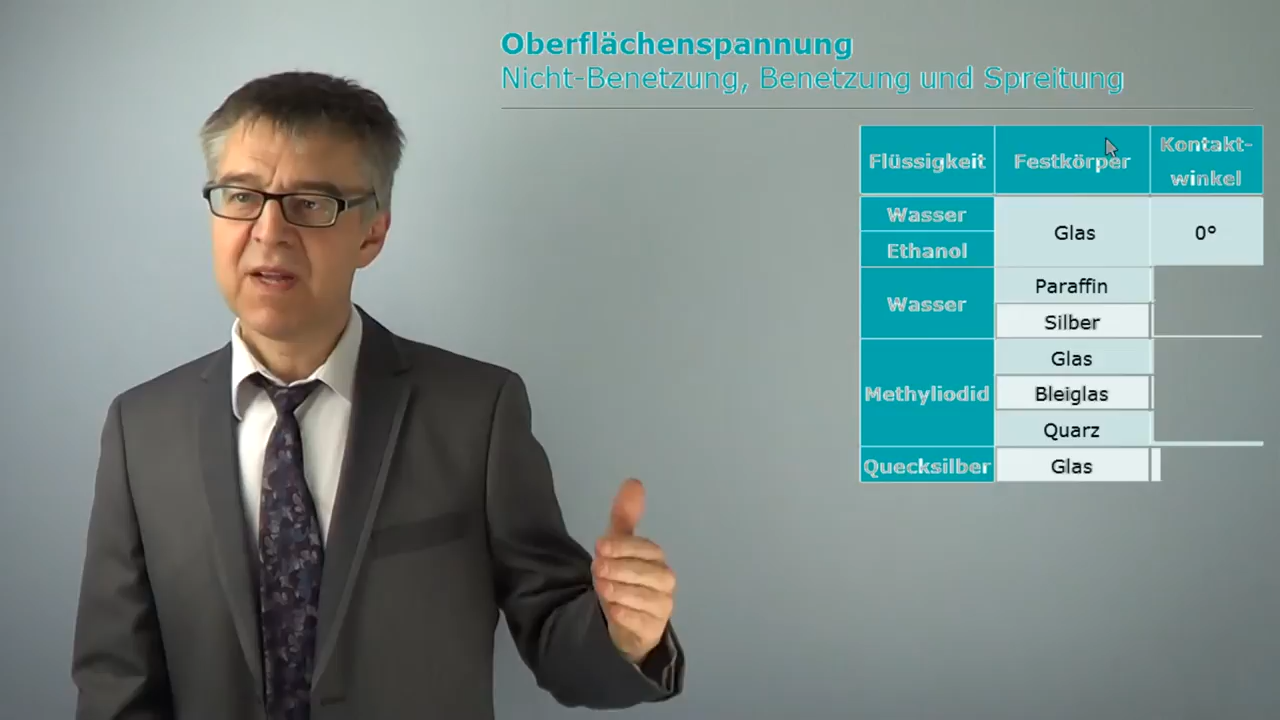 Oberflächenspannung
Nicht-Benetzung, Benetzung und Spreitung
Flüssigkeit Festkörper Kontakt-
winkel
Wasser Glas 0°
Ethanol
Wasser Paraffin
Silber
Methyliodid Glas
Bleiglas
Quarz
Quecksilber Glas